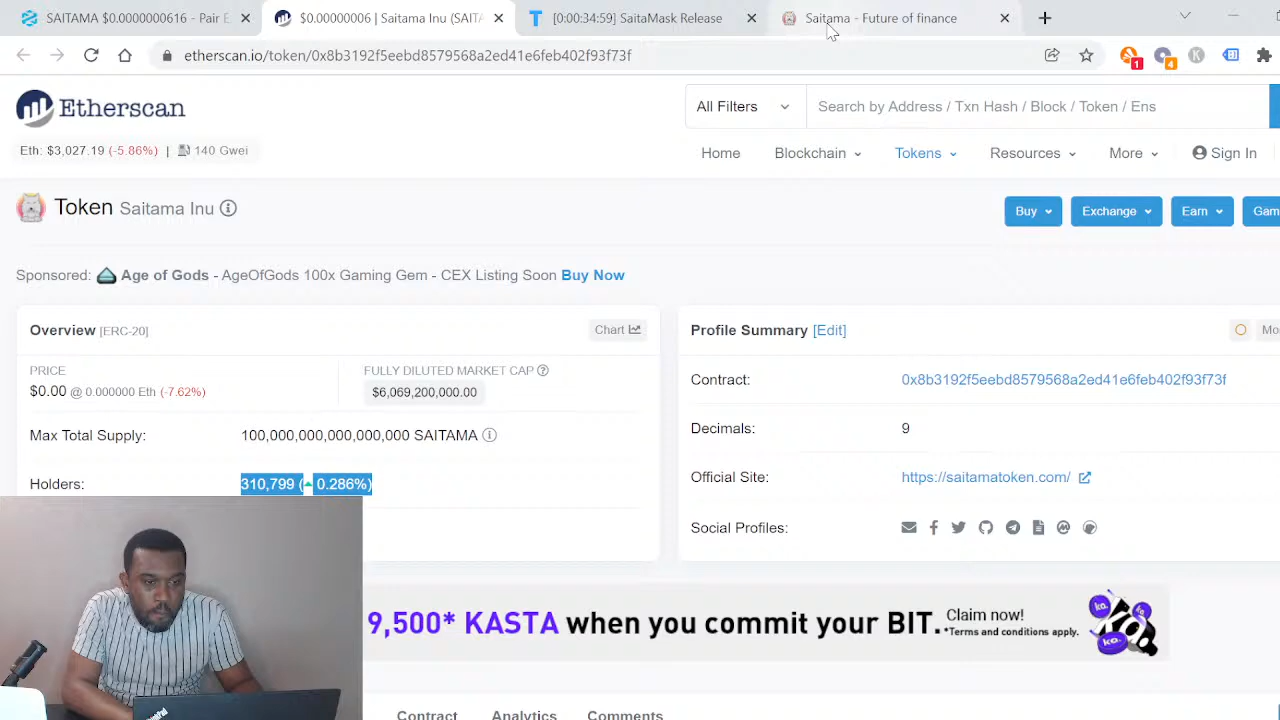 SAITAMA $0.0000000616 - Pair E
$0.00000006 | Saitama Inu (SAITA
[0:00:34:59] SaitaMask Release
Saitama - Future of finance
etherscan.io/token/0x8b3192f5eebd8579568a2ed41e6feb402f93f73f
1
4
K
Etherscan
All Filters
Search by Address / Txn Hash / Block / Token / Ens
Eth: $3,027.19 (-5.86%) | 140 Gwei
Home
Blockchain
Tokens
Resources
More
Sign In
Token Saitama Inu
Buy
Exchange
Earn
Gam
Sponsored: Age of Gods - AgeOfGods 100x Gaming Gem - CEX Listing Soon Buy Now
Overview [ERC-20]
Chart
PRICE
$0.00 @ 0.000000 Eth (-7.62%)
FULLY DILUTED MARKET CAP
$6,069,200,000.00
Max Total Supply: 100,000,000,000,000,000 SAITAMA
Holders: 310,799 ( 0.286%)
Profile Summary [Edit]
Mo
Contract: 0x8b3192f5eebd8579568a2ed41e6feb402f93f73f
Decimals: 9
Official Site: https://saitamatoken.com/
Social Profiles:
9,500* KASTA when you commit your BIT.
Claim now!
*Terms and conditions apply.
Contract
Analytics
Comments